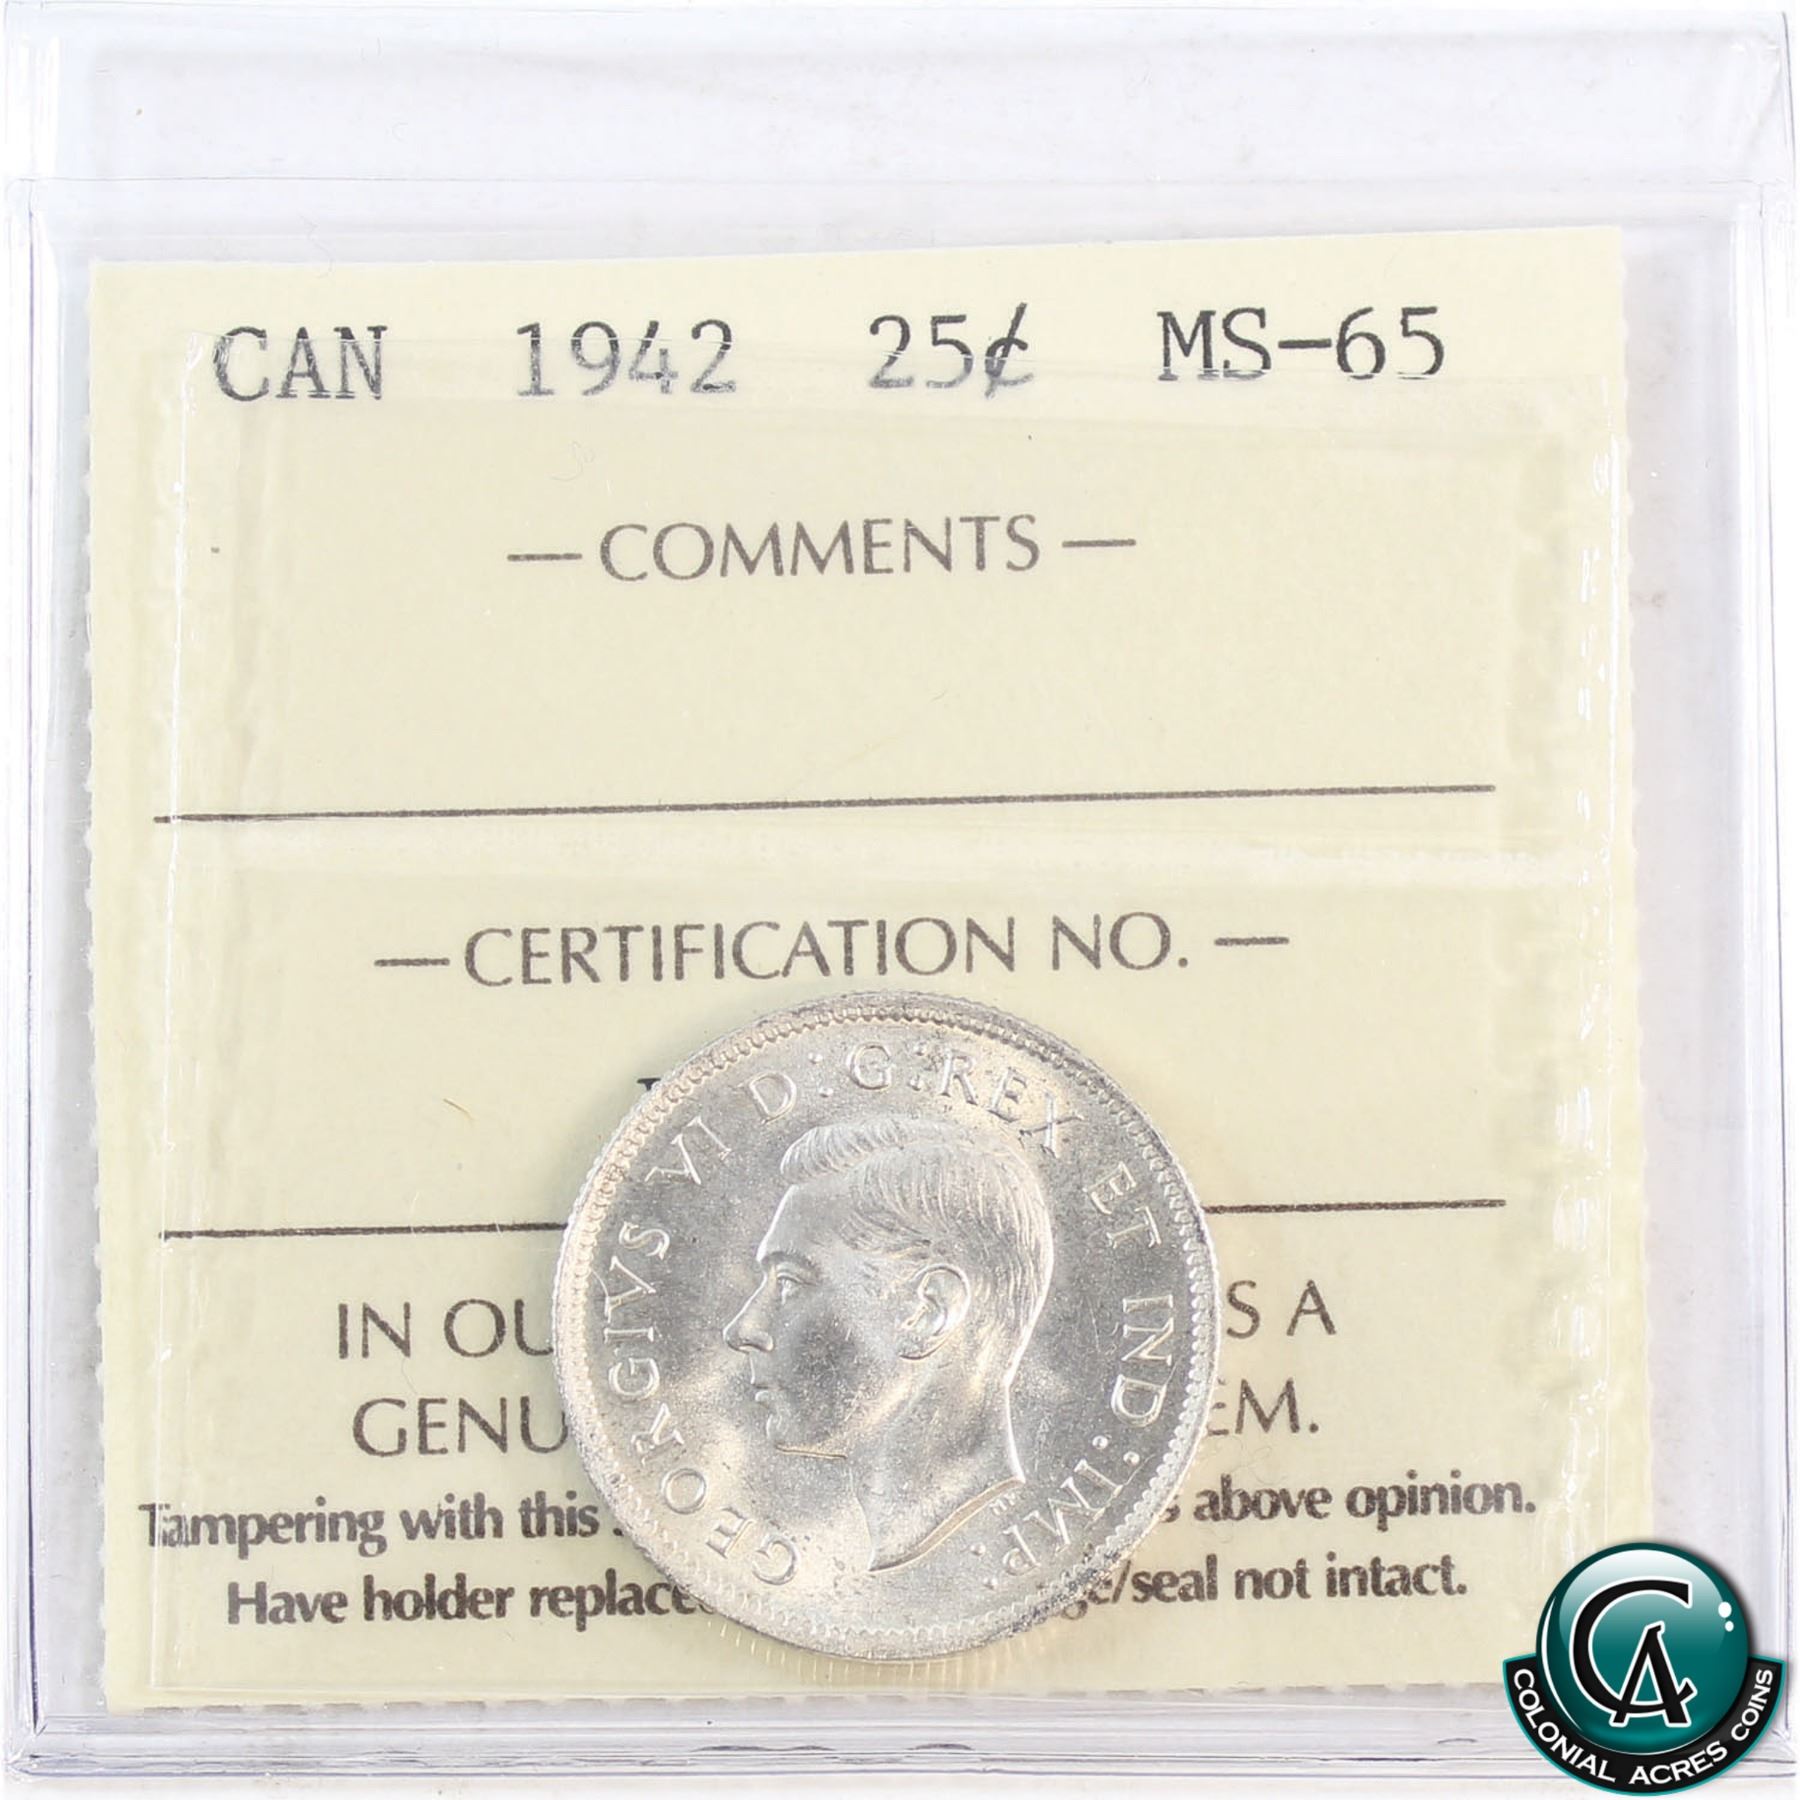 CAN 1942 25¢ MS-65
— COMMENTS —
— CERTIFICATION NO. —
GEORGIVS VI D:G:REX ET IND:IMP:
IN OU S A
GENU EM.
Tampering with this s above opinion.
Have holder replace ge/seal not intact.
CA
COLONIAL ACRES COINS